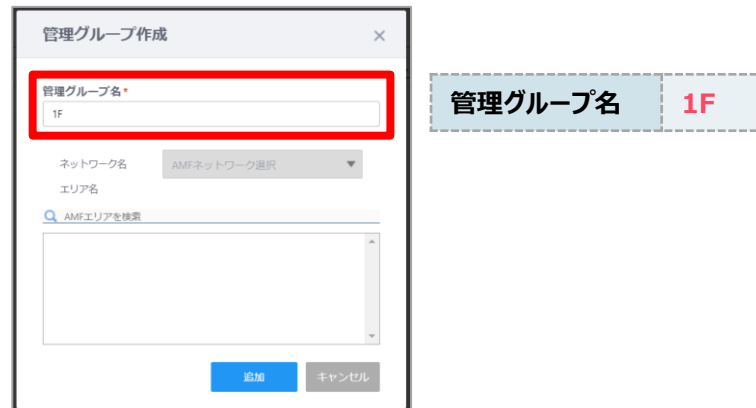 管理グループ作成
管理グループ名*
1F
ネットワーク名 AMFネットワーク選択
エリア名
AMFエリアを検索
追加 キャンセル
管理グループ名 1F